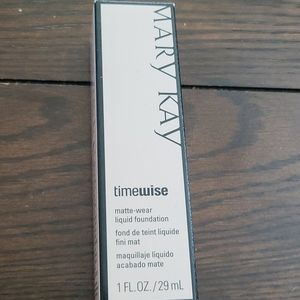 MARY KAY
timewise
matte-wear
liquid foundation
fond de teint liquide
fini mat
maquillaje líquido
acabado mate
1 FL.OZ./29 mL